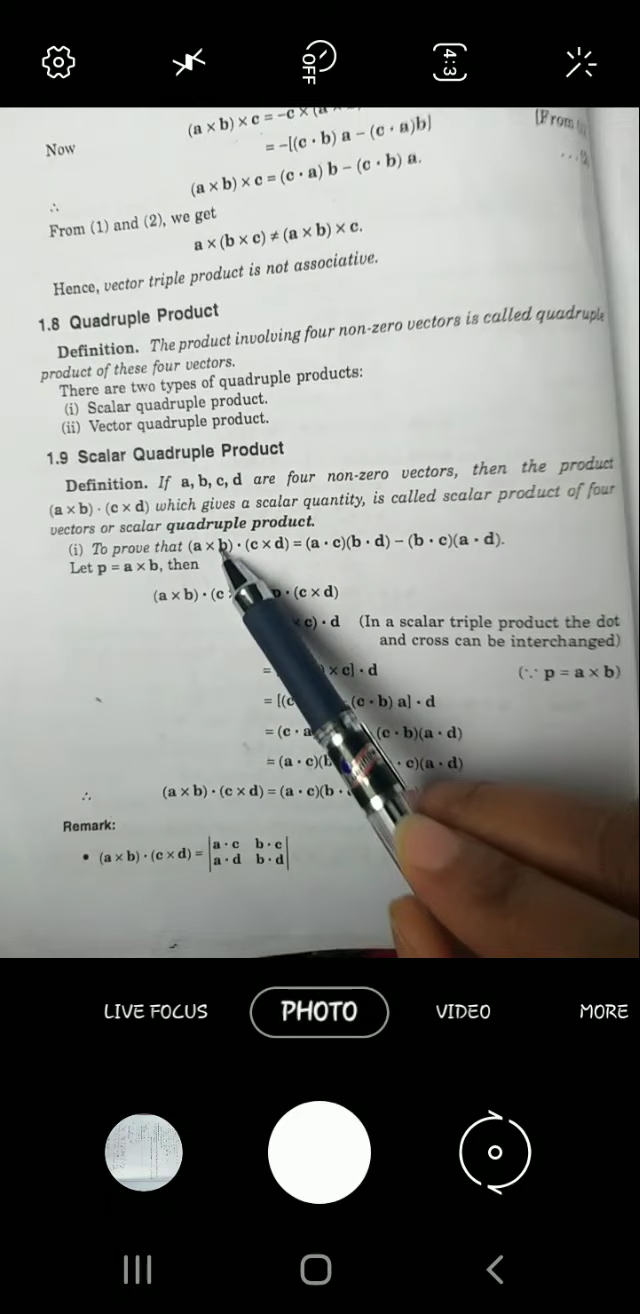 OFF
4:3
(a × b) × c = −c × (a ×
Now = −[(c · b) a − (c · a)b] [From
∴ (a × b) × c = (c · a) b − (c · b) a. ...(2
From (1) and (2), we get
a × (b × c) ≠ (a × b) × c.
Hence, vector triple product is not associative.
1.8 Quadruple Product
Definition. The product involving four non-zero vectors is called quadruple
product of these four vectors.
There are two types of quadruple products:
(i) Scalar quadruple product.
(ii) Vector quadruple product.
1.9 Scalar Quadruple Product
Definition. If a, b, c, d are four non-zero vectors, then the product
(a × b) · (c × d) which gives a scalar quantity, is called scalar product of four
vectors or scalar quadruple product.
(i) To prove that (a × b) · (c × d) = (a · c)(b · d) − (b · c)(a · d).
Let p = a × b, then
(a × b) · (c · (c × d)
c) · d (In a scalar triple product the dot
and cross can be interchanged)
= × c] · d (∵ p = a × b)
= [(c (c · b) a] · d
= (c · a (c · b)(a · d)
= (a · c)(b · c)(a · d)
∴ (a × b) · (c × d) = (a · c)(b ·
Remark:
• (a × b) · (c × d) = |a · c b · c|
|a · d b · d|
LIVE FOCUS PHOTO VIDEO MORE